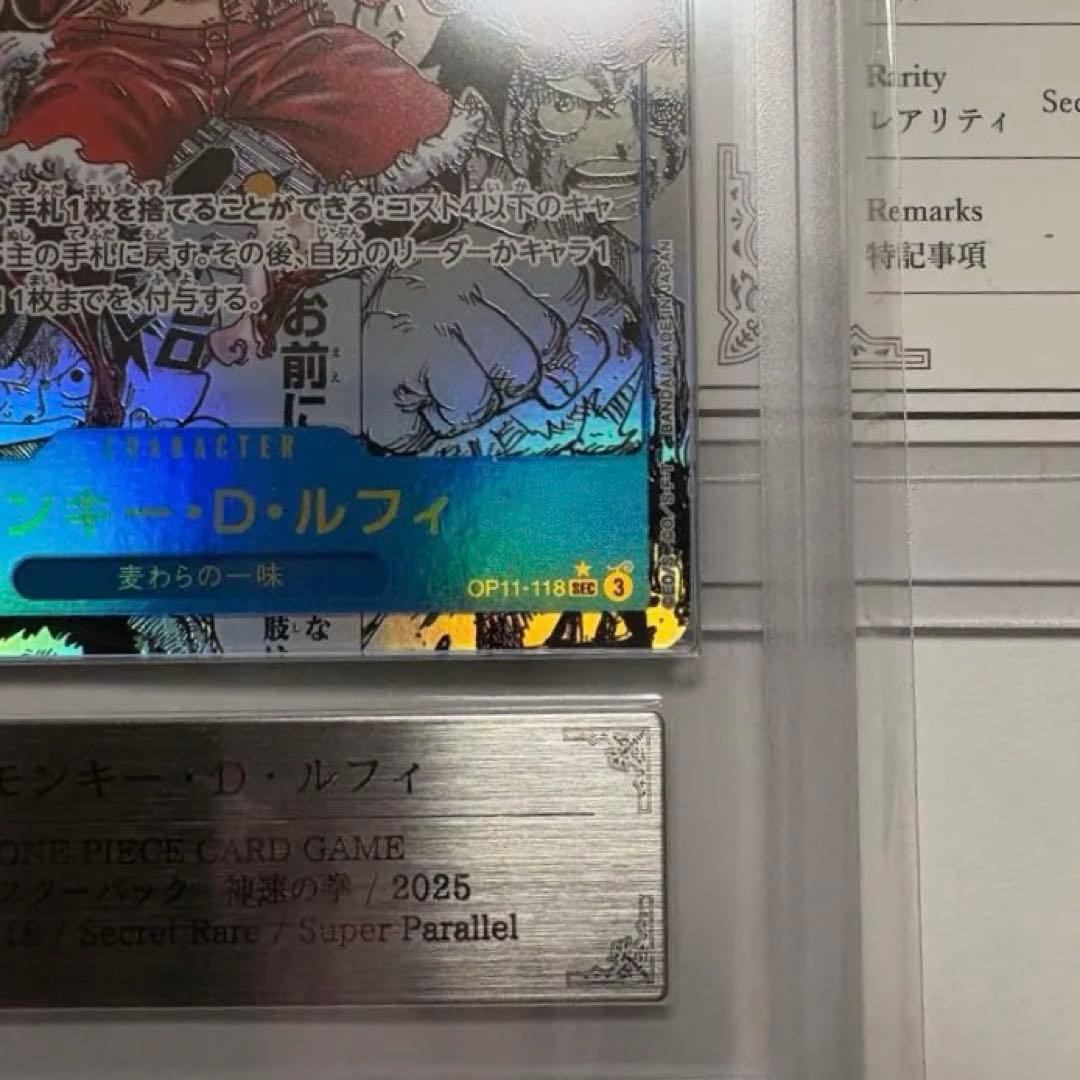 Rarity
レアリティ
Sec
Remarks
特記事項
-
手札1枚を捨てることができる:コスト4以下のキャ
主の手札に戻す。その後、自分のリーダーかキャラ1
1枚までを、付与する。
お前に
CHARACTER
ンキー・D・ルフィ
麦わらの一味
OP11-118 SEC 3
BANDAI MADE IN JAPAN
肢
な
モンキー・D・ルフィ
ONE PIECE CARD GAME
スターパック 神速の拳 / 2025
18 / Secret Rare / Super Parallel